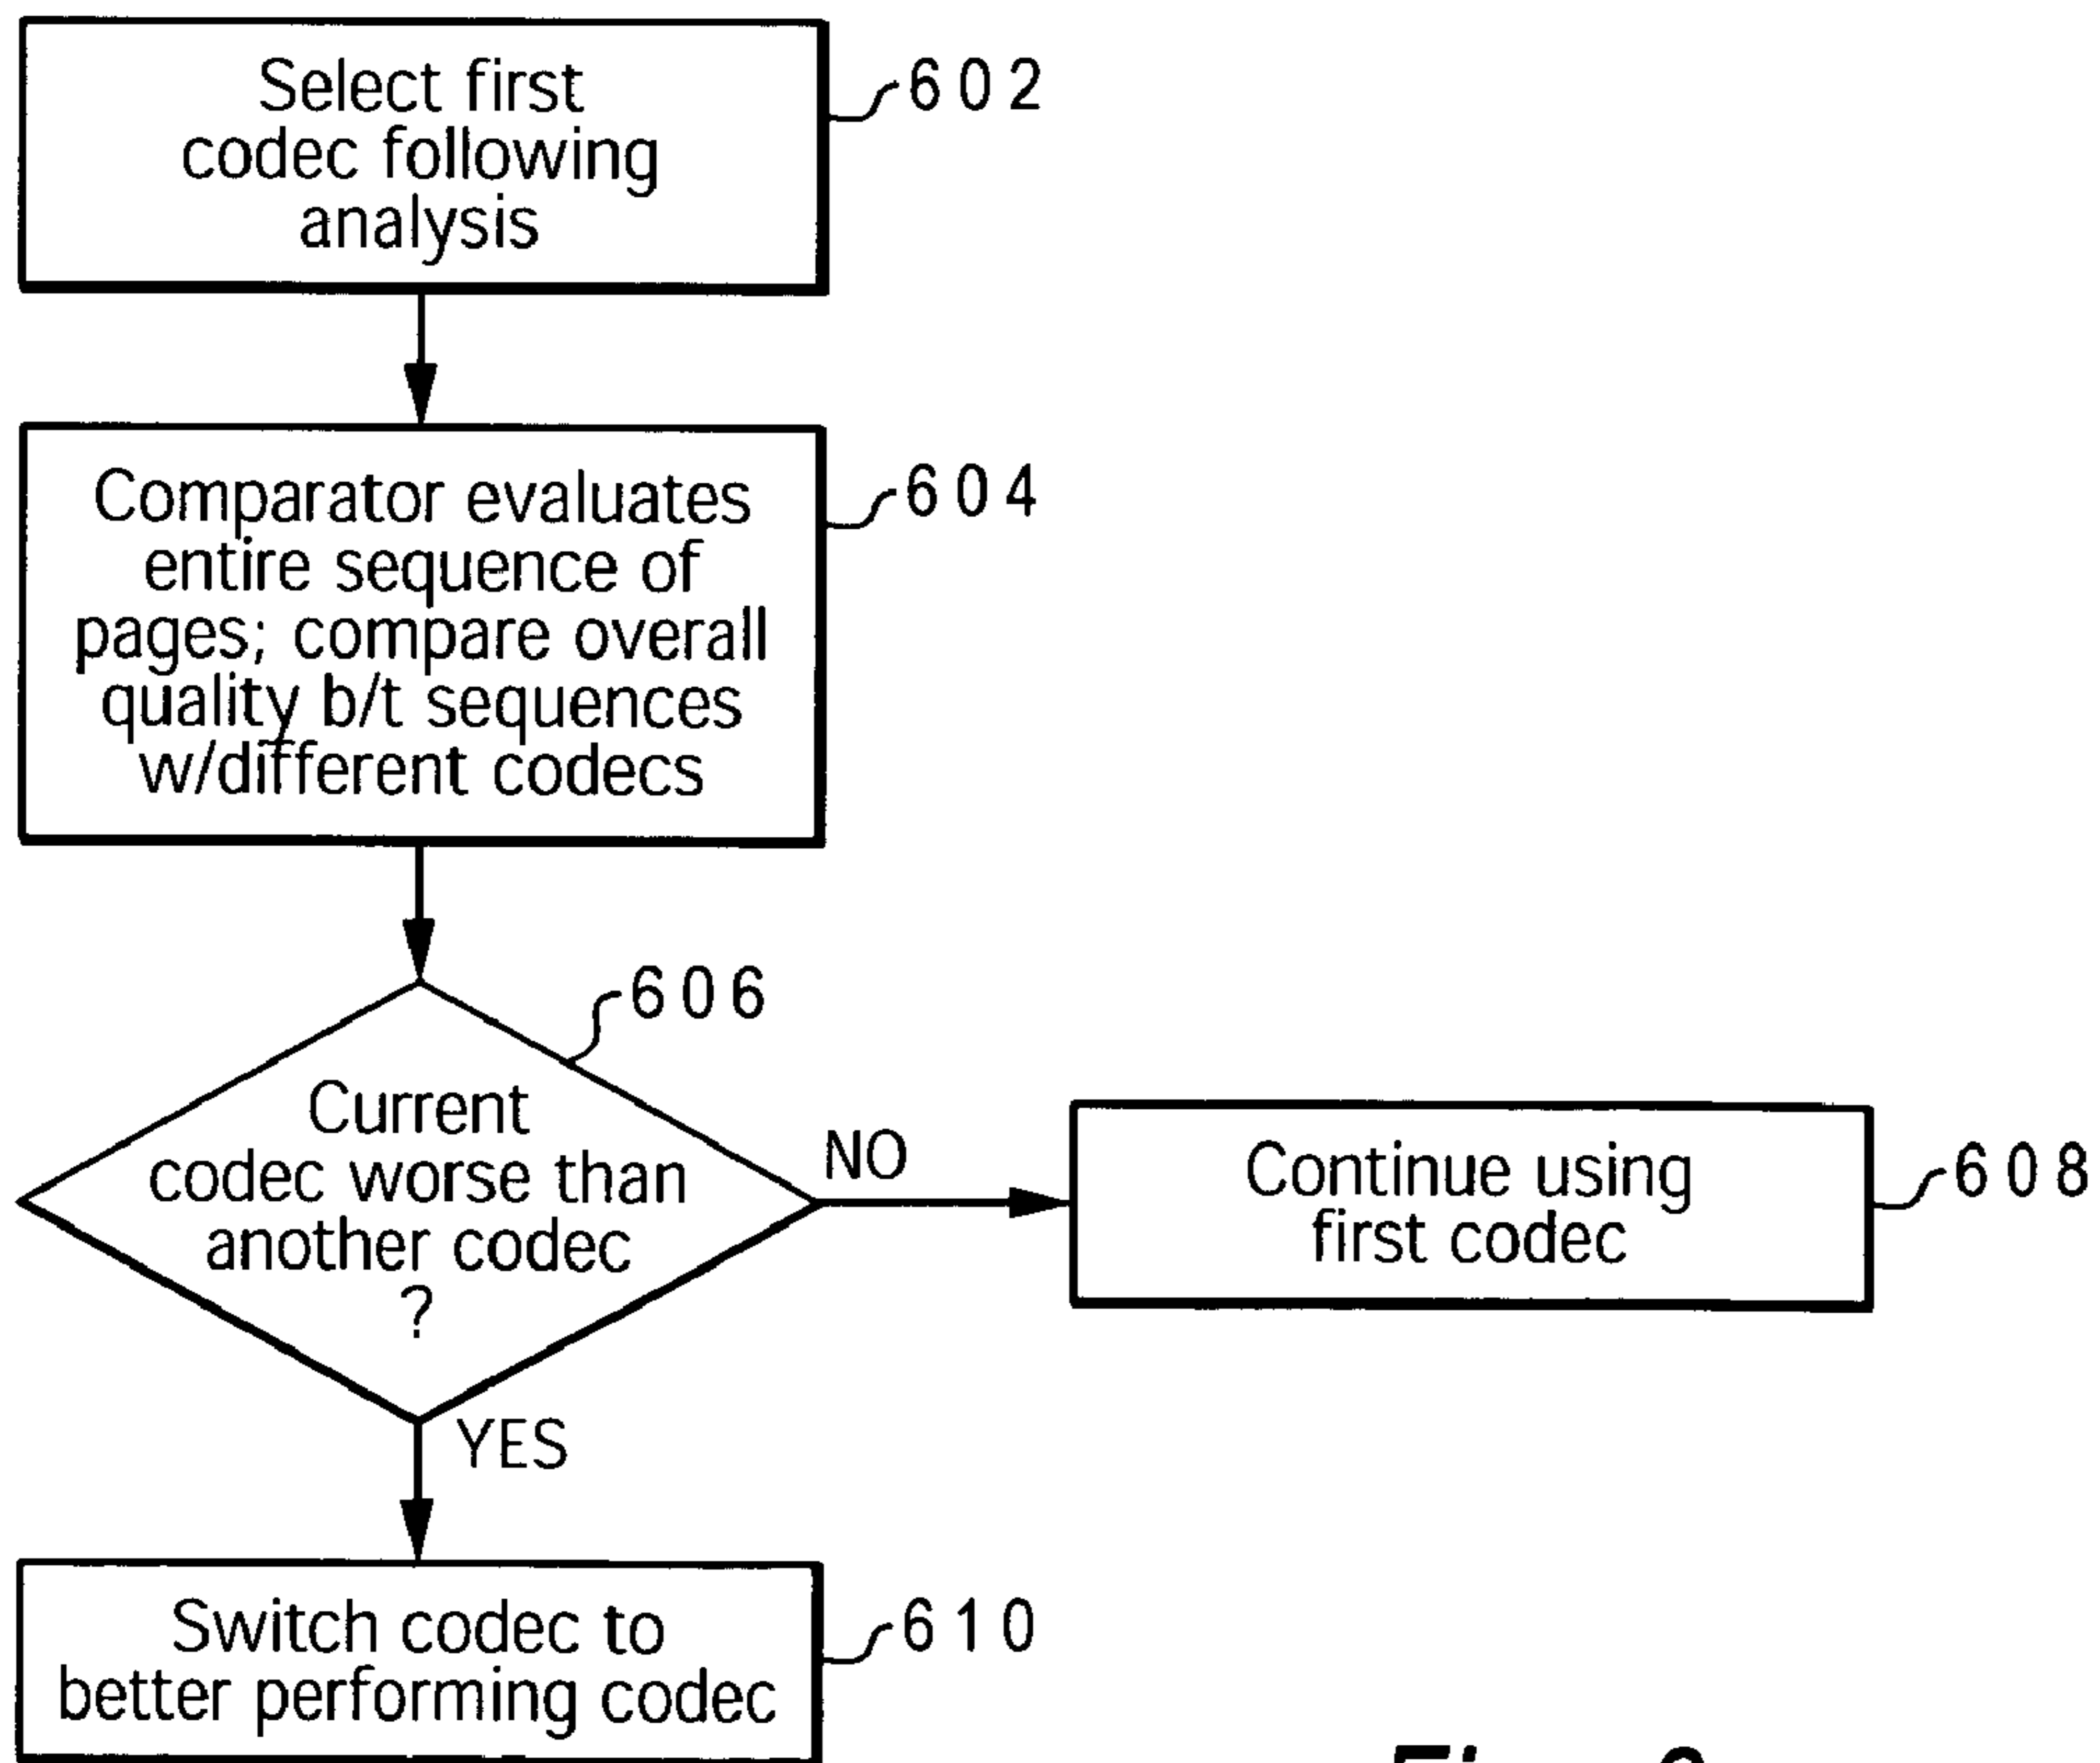 Select first
codec following
analysis
602
Comparator evaluates
entire sequence of
pages; compare overall
quality b/t sequences
w/different codecs
604
606
Current
codec worse than
another codec
?
NO
Continue using
first codec
608
YES
Switch codec to
better performing codec
610